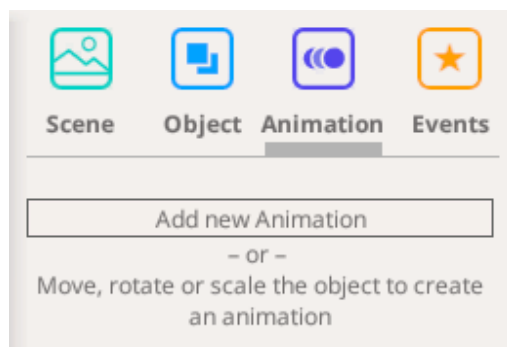 Scene Object Animation Events
Add new Animation
– or –
Move, rotate or scale the object to create
an animation